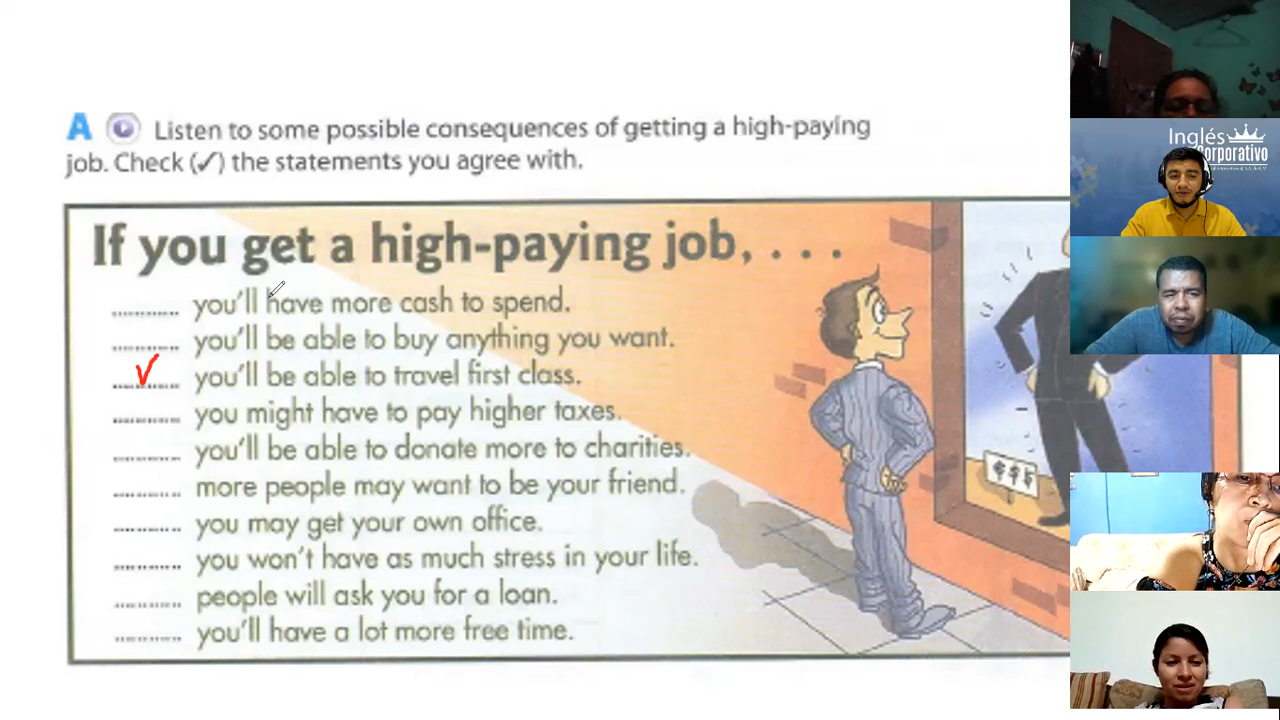 A Listen to some possible consequences of getting a high-paying
job. Check (✓) the statements you agree with.
If you get a high-paying job, . . . .
.......... you'll have more cash to spend.
.......... you'll be able to buy anything you want.
....✓.... you'll be able to travel first class.
.......... you might have to pay higher taxes.
.......... you'll be able to donate more to charities.
.......... more people may want to be your friend.
.......... you may get your own office.
.......... you won't have as much stress in your life.
.......... people will ask you for a loan.
.......... you'll have a lot more free time.
$$$
Inglés
Corporativo